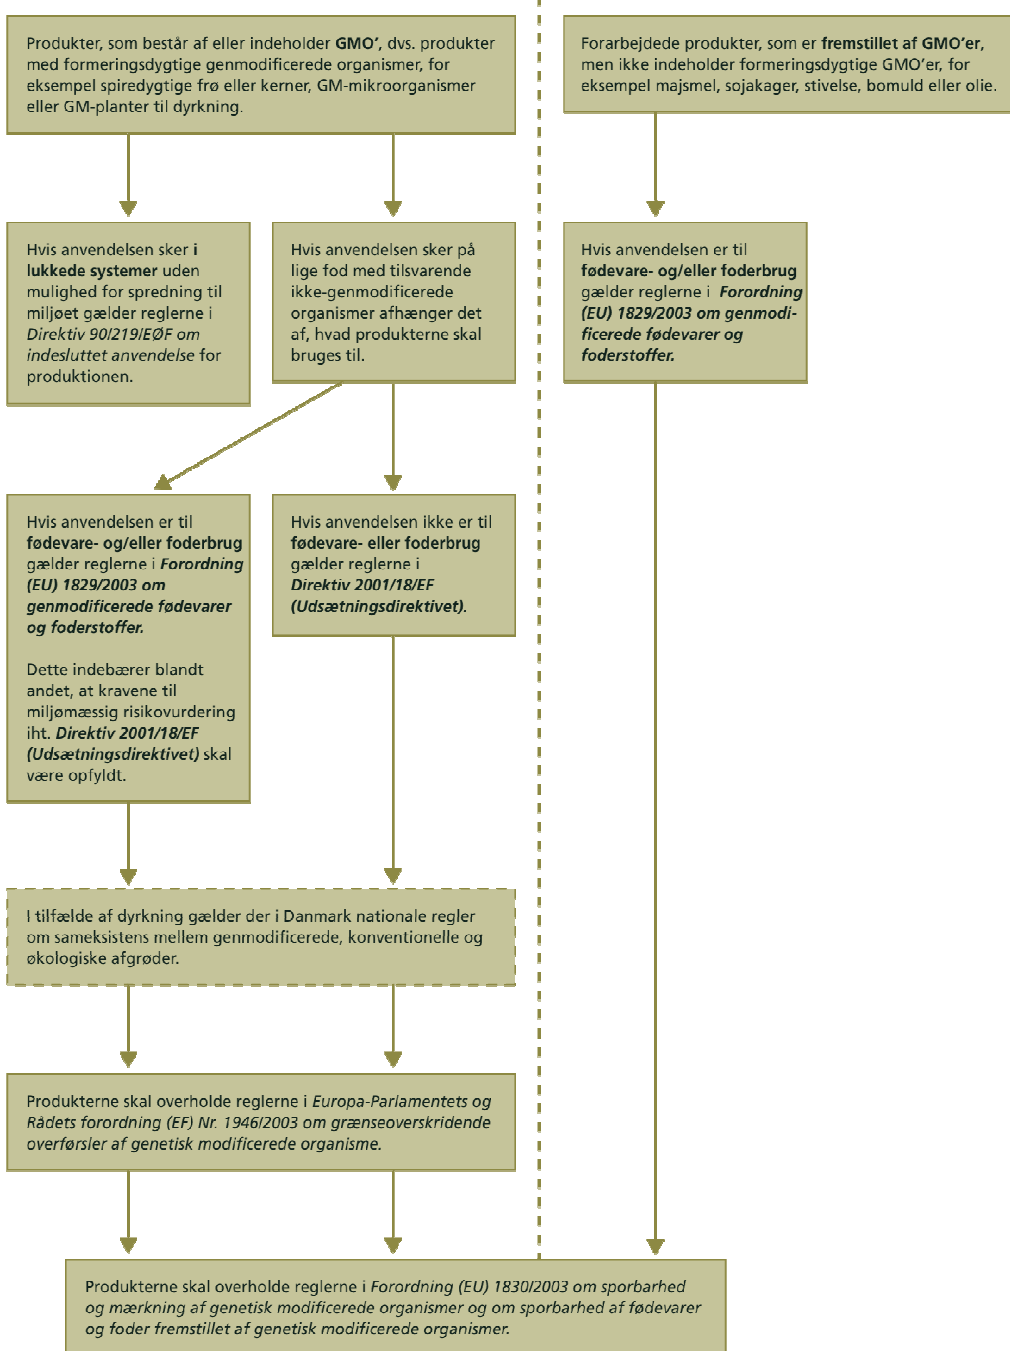 Produkter, som består af eller indeholder GMO’, dvs. produkter
med formeringsdygtige genmodificerede organismer, for
eksempel spiredygtige frø eller kerner, GM-mikroorganismer
eller GM-planter til dyrkning.
Forarbejdede produkter, som er fremstillet af GMO’er,
men ikke indeholder formeringsdygtige GMO’er, for
eksempel majsmel, sojakager, stivelse, bomuld eller olie.
Hvis anvendelsen sker i
lukkede systemer uden
mulighed for spredning til
miljøet gælder reglerne i
Direktiv 90/219/EØF om
indesluttet anvendelse for
produktionen.
Hvis anvendelsen sker på
lige fod med tilsvarende
ikke-genmodificerede
organismer afhænger det
af, hvad produkterne skal
bruges til.
Hvis anvendelsen er til
fødevare- og/eller foderbrug
gælder reglerne i Forordning
(EU) 1829/2003 om genmodi-
ficerede fødevarer og
foderstoffer.
Hvis anvendelsen er til
fødevare- og/eller foderbrug
gælder reglerne i Forordning
(EU) 1829/2003 om
genmodificerede fødevarer
og foderstoffer.
Dette indebærer blandt
andet, at kravene til
miljømæssig risikovurdering
iht. Direktiv 2001/18/EF
(Udsætningsdirektivet) skal
være opfyldt.
Hvis anvendelsen ikke er til
fødevare- eller foderbrug
gælder reglerne i
Direktiv 2001/18/EF
(Udsætningsdirektivet).
I tilfælde af dyrkning gælder der i Danmark nationale regler
om sameksistens mellem genmodificerede, konventionelle og
økologiske afgrøder.
Produkterne skal overholde reglerne i Europa-Parlamentets og
Rådets forordning (EF) Nr. 1946/2003 om grænseoverskridende
overførsler af genetisk modificerede organisme.
Produkterne skal overholde reglerne i Forordning (EU) 1830/2003 om sporbarhed
og mærkning af genetisk modificerede organismer og om sporbarhed af fødevarer
og foder fremstillet af genetisk modificerede organismer.